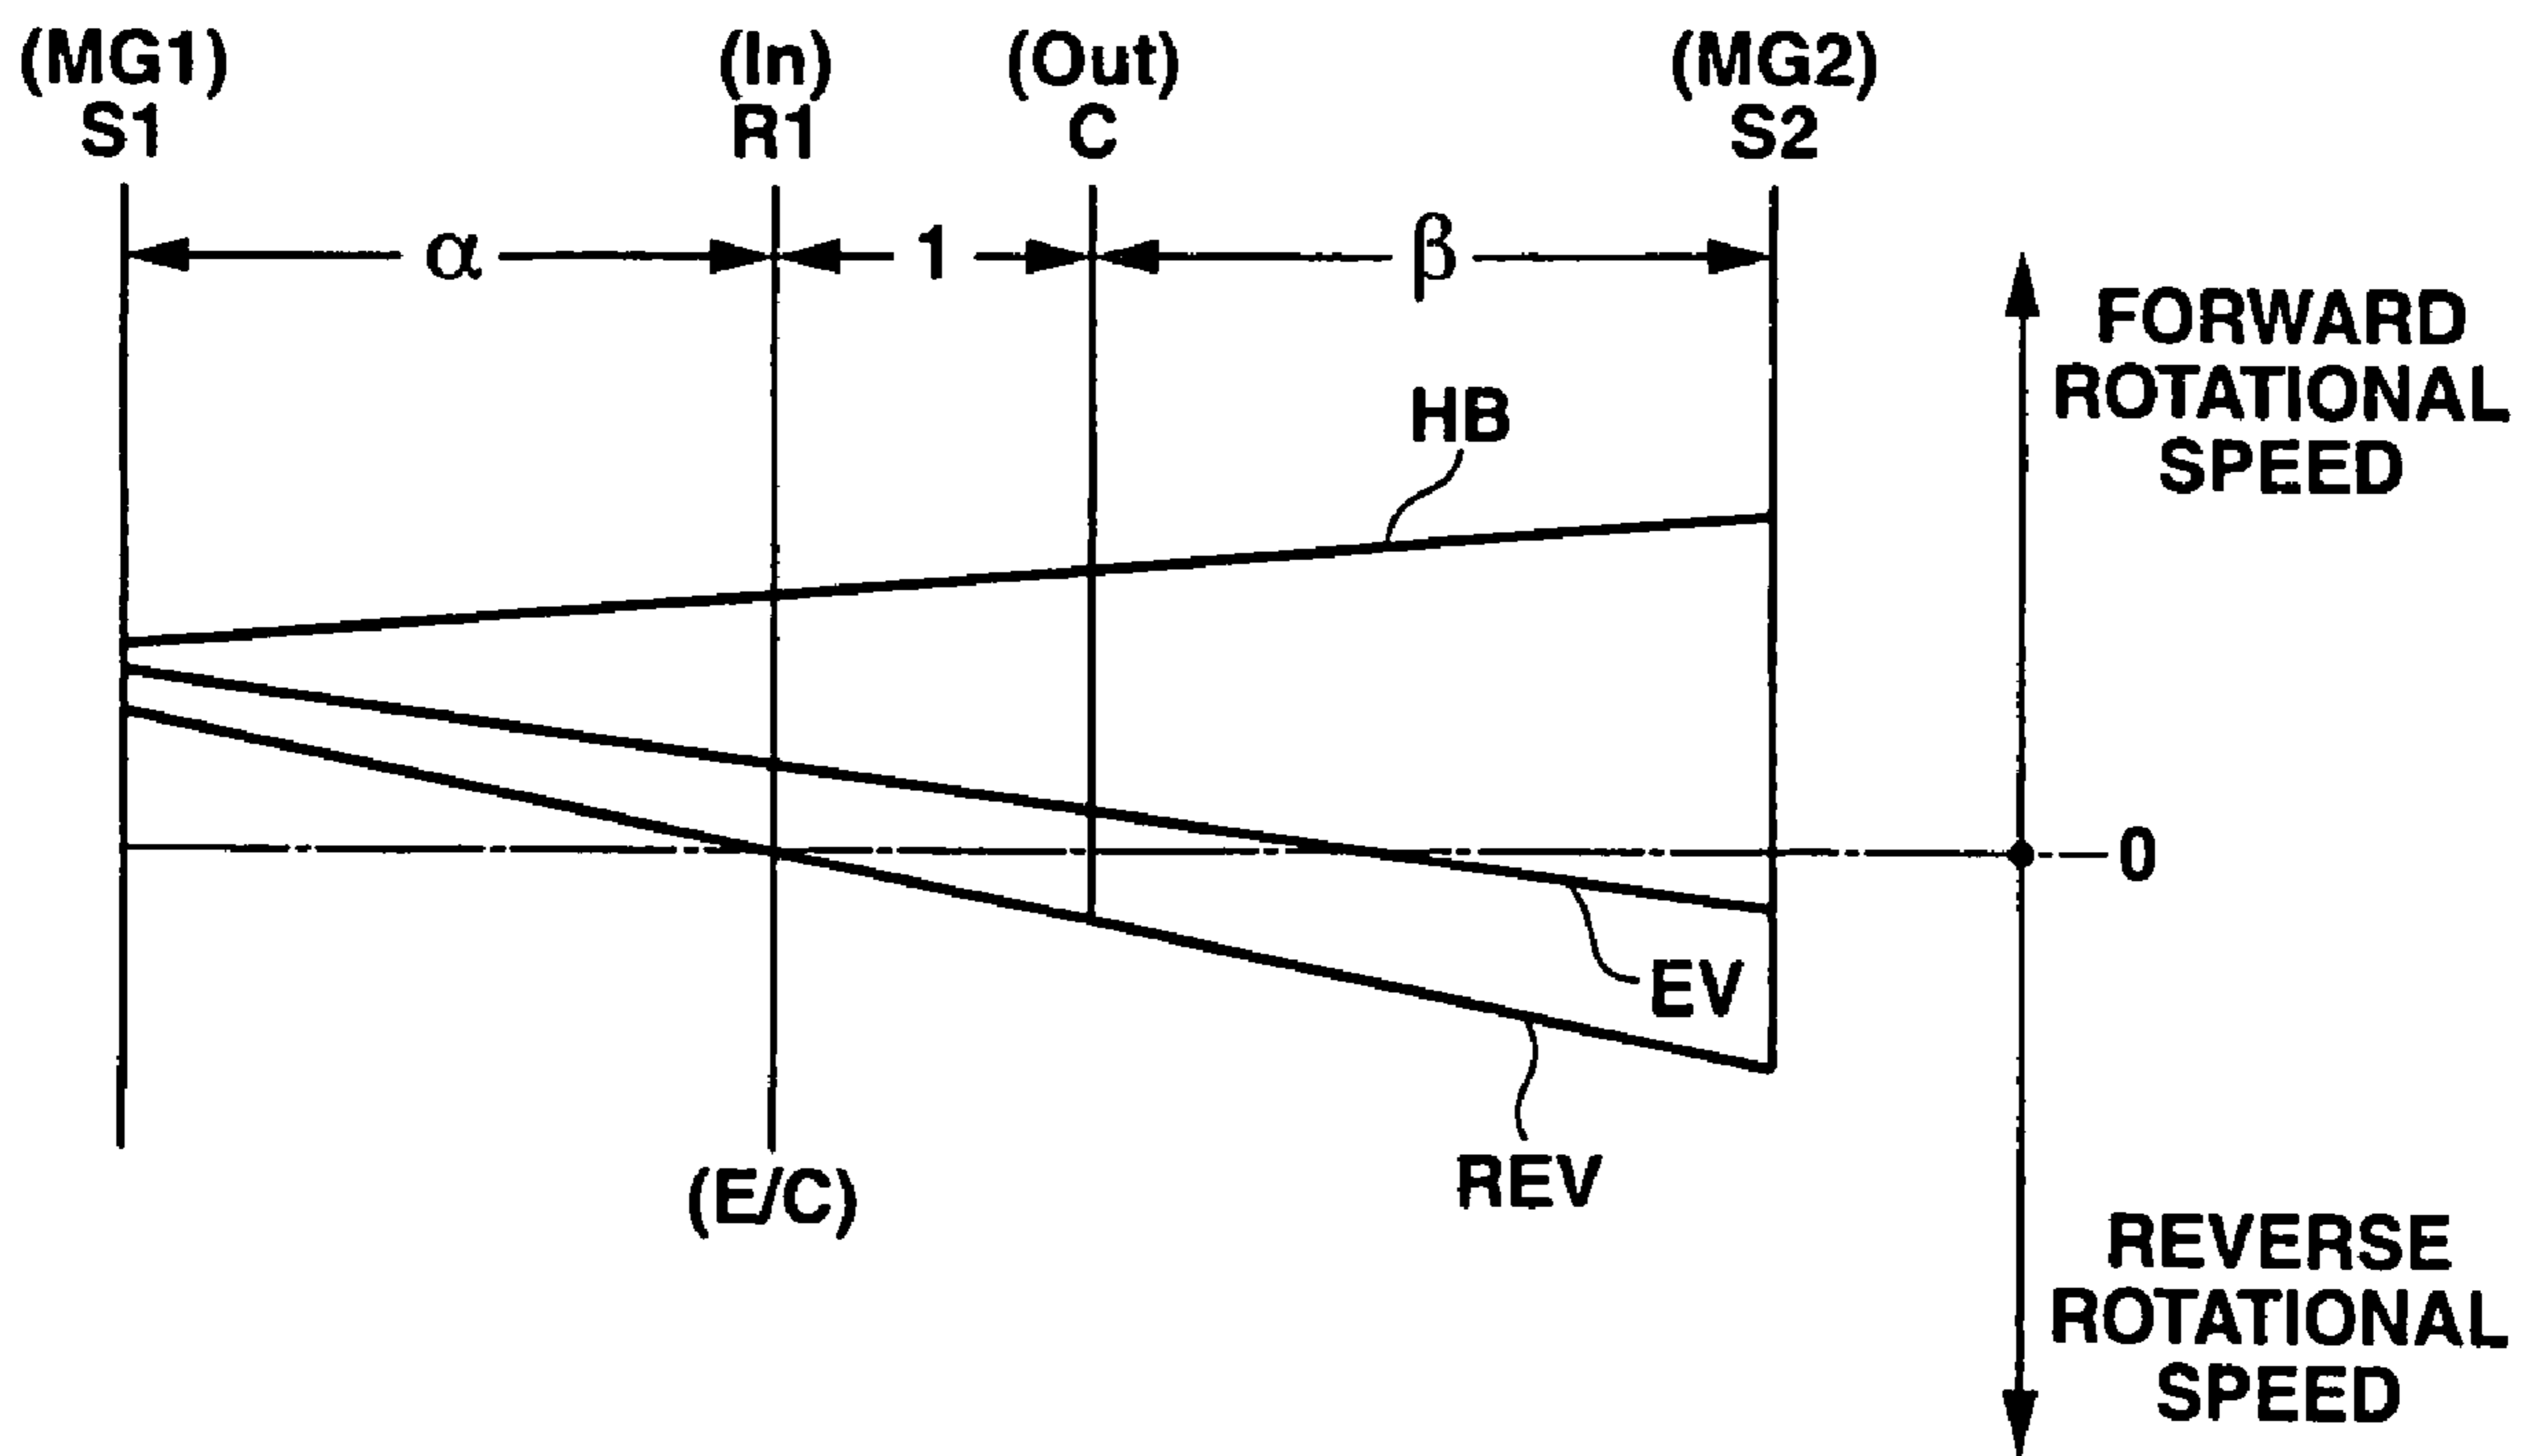 (MG1) (In) (Out) (MG2)
S1 R1 C S2
α 1 β
FORWARD
ROTATIONAL
SPEED
HB
0
EV
REV
(E/C)
REVERSE
ROTATIONAL
SPEED